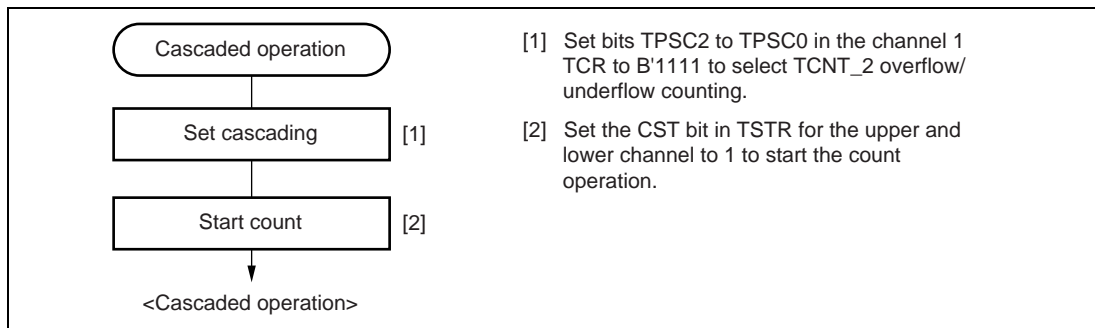 Cascaded operation
Set cascading [1]
Start count [2]
<Cascaded operation>
[1] Set bits TPSC2 to TPSC0 in the channel 1
TCR to B'1111 to select TCNT_2 overflow/
underflow counting.
[2] Set the CST bit in TSTR for the upper and
lower channel to 1 to start the count
operation.